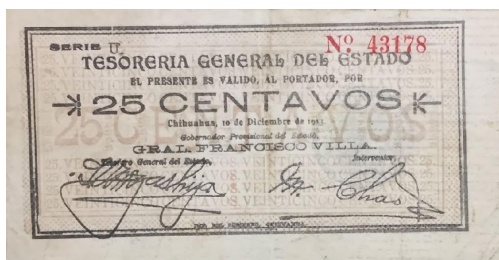 SERIE U. Nº 43178
TESORERIA GENERAL DEL ESTADO
EL PRESENTE ES VALIDO, AL PORTADOR, POR
25 CENTAVOS
Chihuahua, 10 de Diciembre de 1913.
Gobernador Provisional del Estado,
GRAL. FRANCISCO VILLA.
Tesorero General del Estado, Interventor,